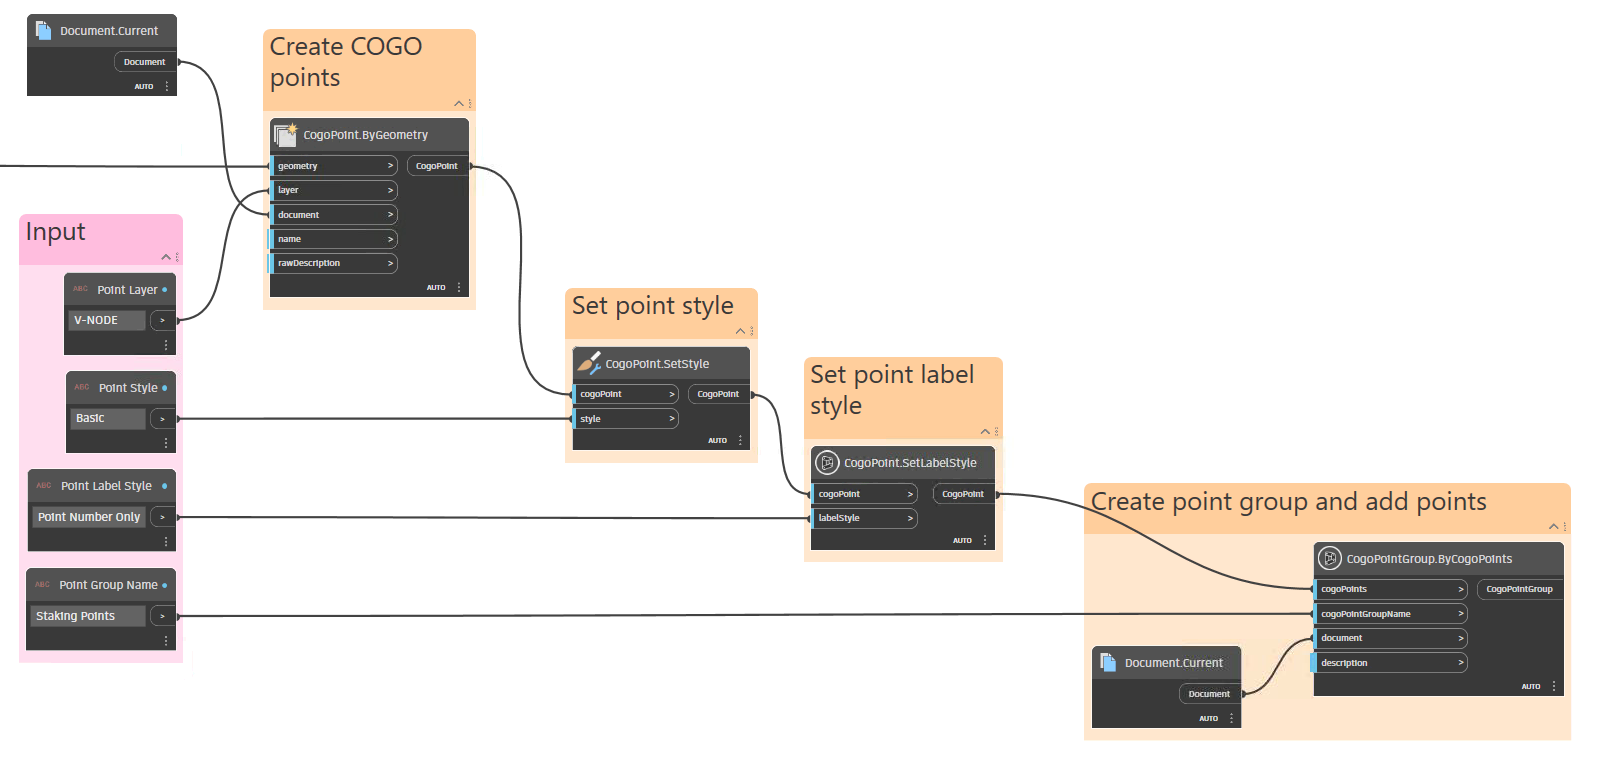 Document.Current
Document
AUTO
Create COGO
points
CogoPoint.ByGeometry
geometry >
CogoPoint
layer >
document >
name >
rawDescription >
AUTO
Input
ABC Point Layer
V-NODE >
ABC Point Style
Basic >
ABC Point Label Style
Point Number Only >
ABC Point Group Name
Staking Points >
Set point style
CogoPoint.SetStyle
cogoPoint >
CogoPoint
style >
AUTO
Set point label
style
CogoPoint.SetLabelStyle
cogoPoint >
CogoPoint
labelStyle >
AUTO
Create point group and add points
CogoPointGroup.ByCogoPoints
cogoPoints >
CogoPointGroup
cogoPointGroupName >
document >
description >
AUTO
Document.Current
Document
AUTO